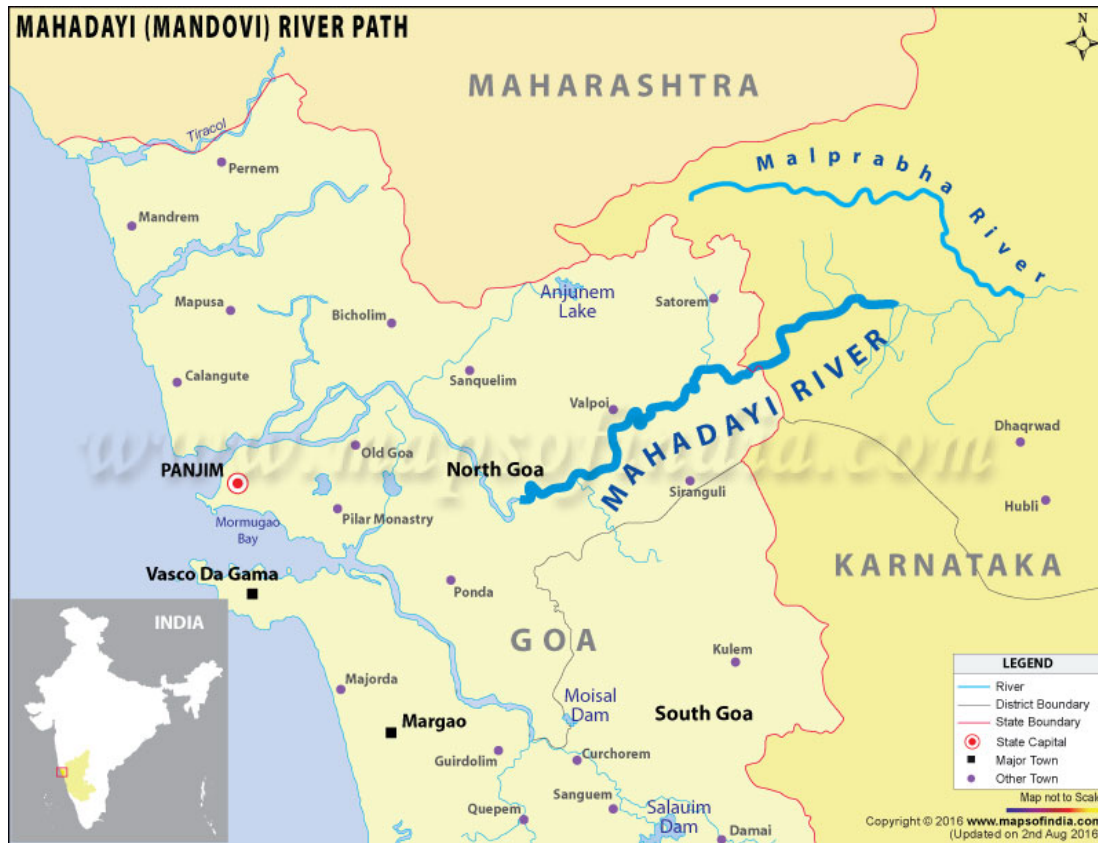 MAHADAYI (MANDOVI) RIVER PATH
N
MAHARASHTRA
Tiracol
Pernem
Malprabha River
Mandrem
Anjunem
Lake
Satorem
Mapusa
Bicholim
MAHADAYI RIVER
Calangute
Sanquelim
Valpoi
Dhaqrwad
www.mapsofindia.com
Old Goa
PANJIM
North Goa
Siranguli
Hubli
Pilar Monastry
Mormugao
Bay
KARNATAKA
Vasco Da Gama
Ponda
INDIA
GOA
Kulem
Majorda
Moisal
Dam
South Goa
Margao
Guirdolim
Curchorem
Sanguem
Quepem
Salauim
Dam
Damai
LEGEND
River
District Boundary
State Boundary
State Capital
Major Town
Other Town
Map not to Scale
Copyright © 2016 www.mapsofindia.com
(Updated on 2nd Aug 2016)